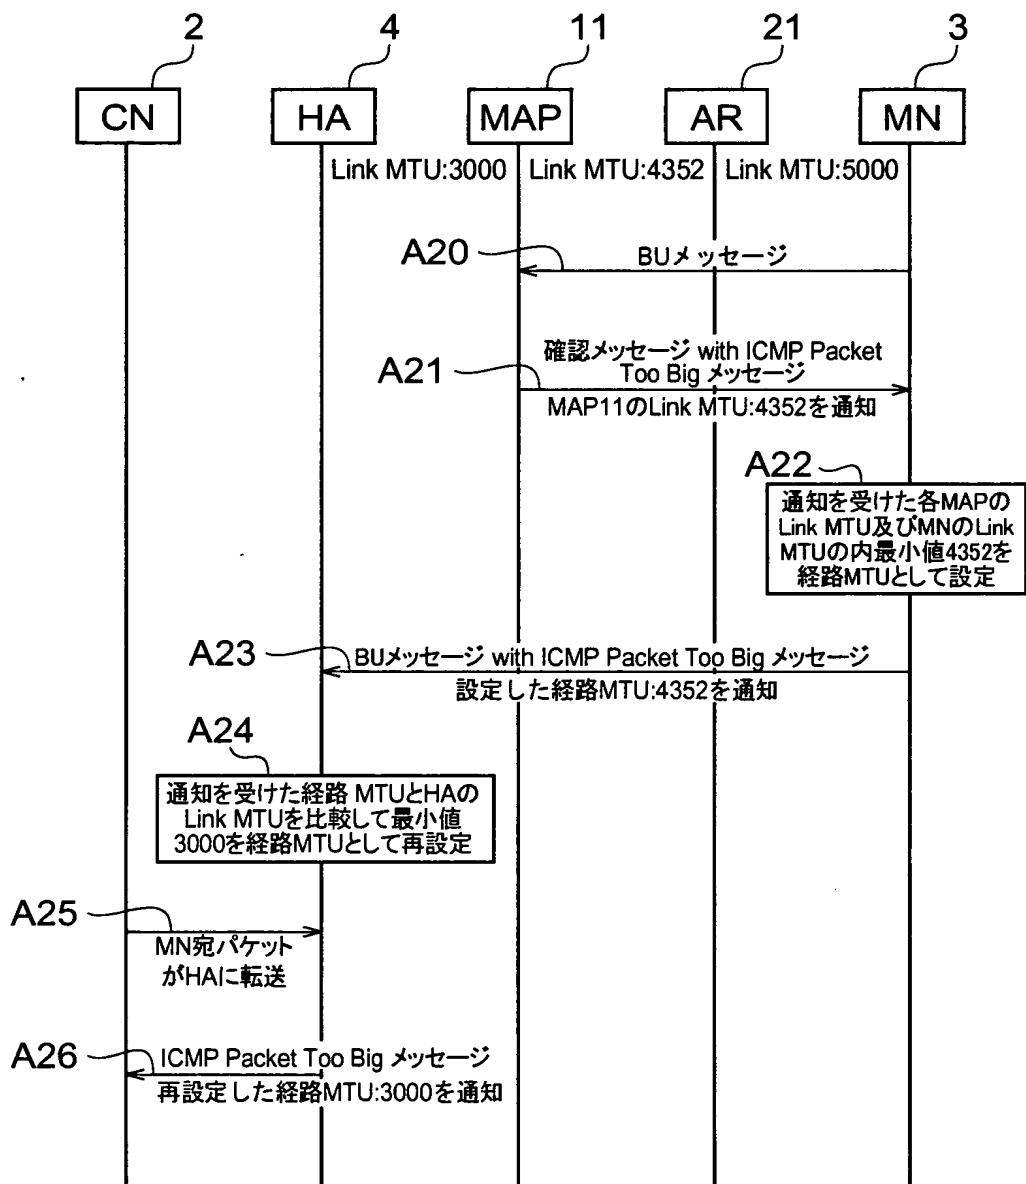 2
4
11
21
3
CN
HA
MAP
AR
MN
Link MTU:3000
Link MTU:4352
Link MTU:5000
A20
BUメッセージ
A21
確認メッセージ with ICMP Packet
Too Big メッセージ
MAP11のLink MTU:4352を通知
A22
通知を受けた各MAPの
Link MTU及びMNのLink
MTUの内最小値4352を
経路MTUとして設定
A23
BUメッセージ with ICMP Packet Too Big メッセージ
設定した経路MTU:4352を通知
A24
通知を受けた経路 MTUとHAの
Link MTUを比較して最小値
3000を経路MTUとして再設定
A25
MN宛パケット
がHAに転送
A26
ICMP Packet Too Big メッセージ
再設定した経路MTU:3000を通知